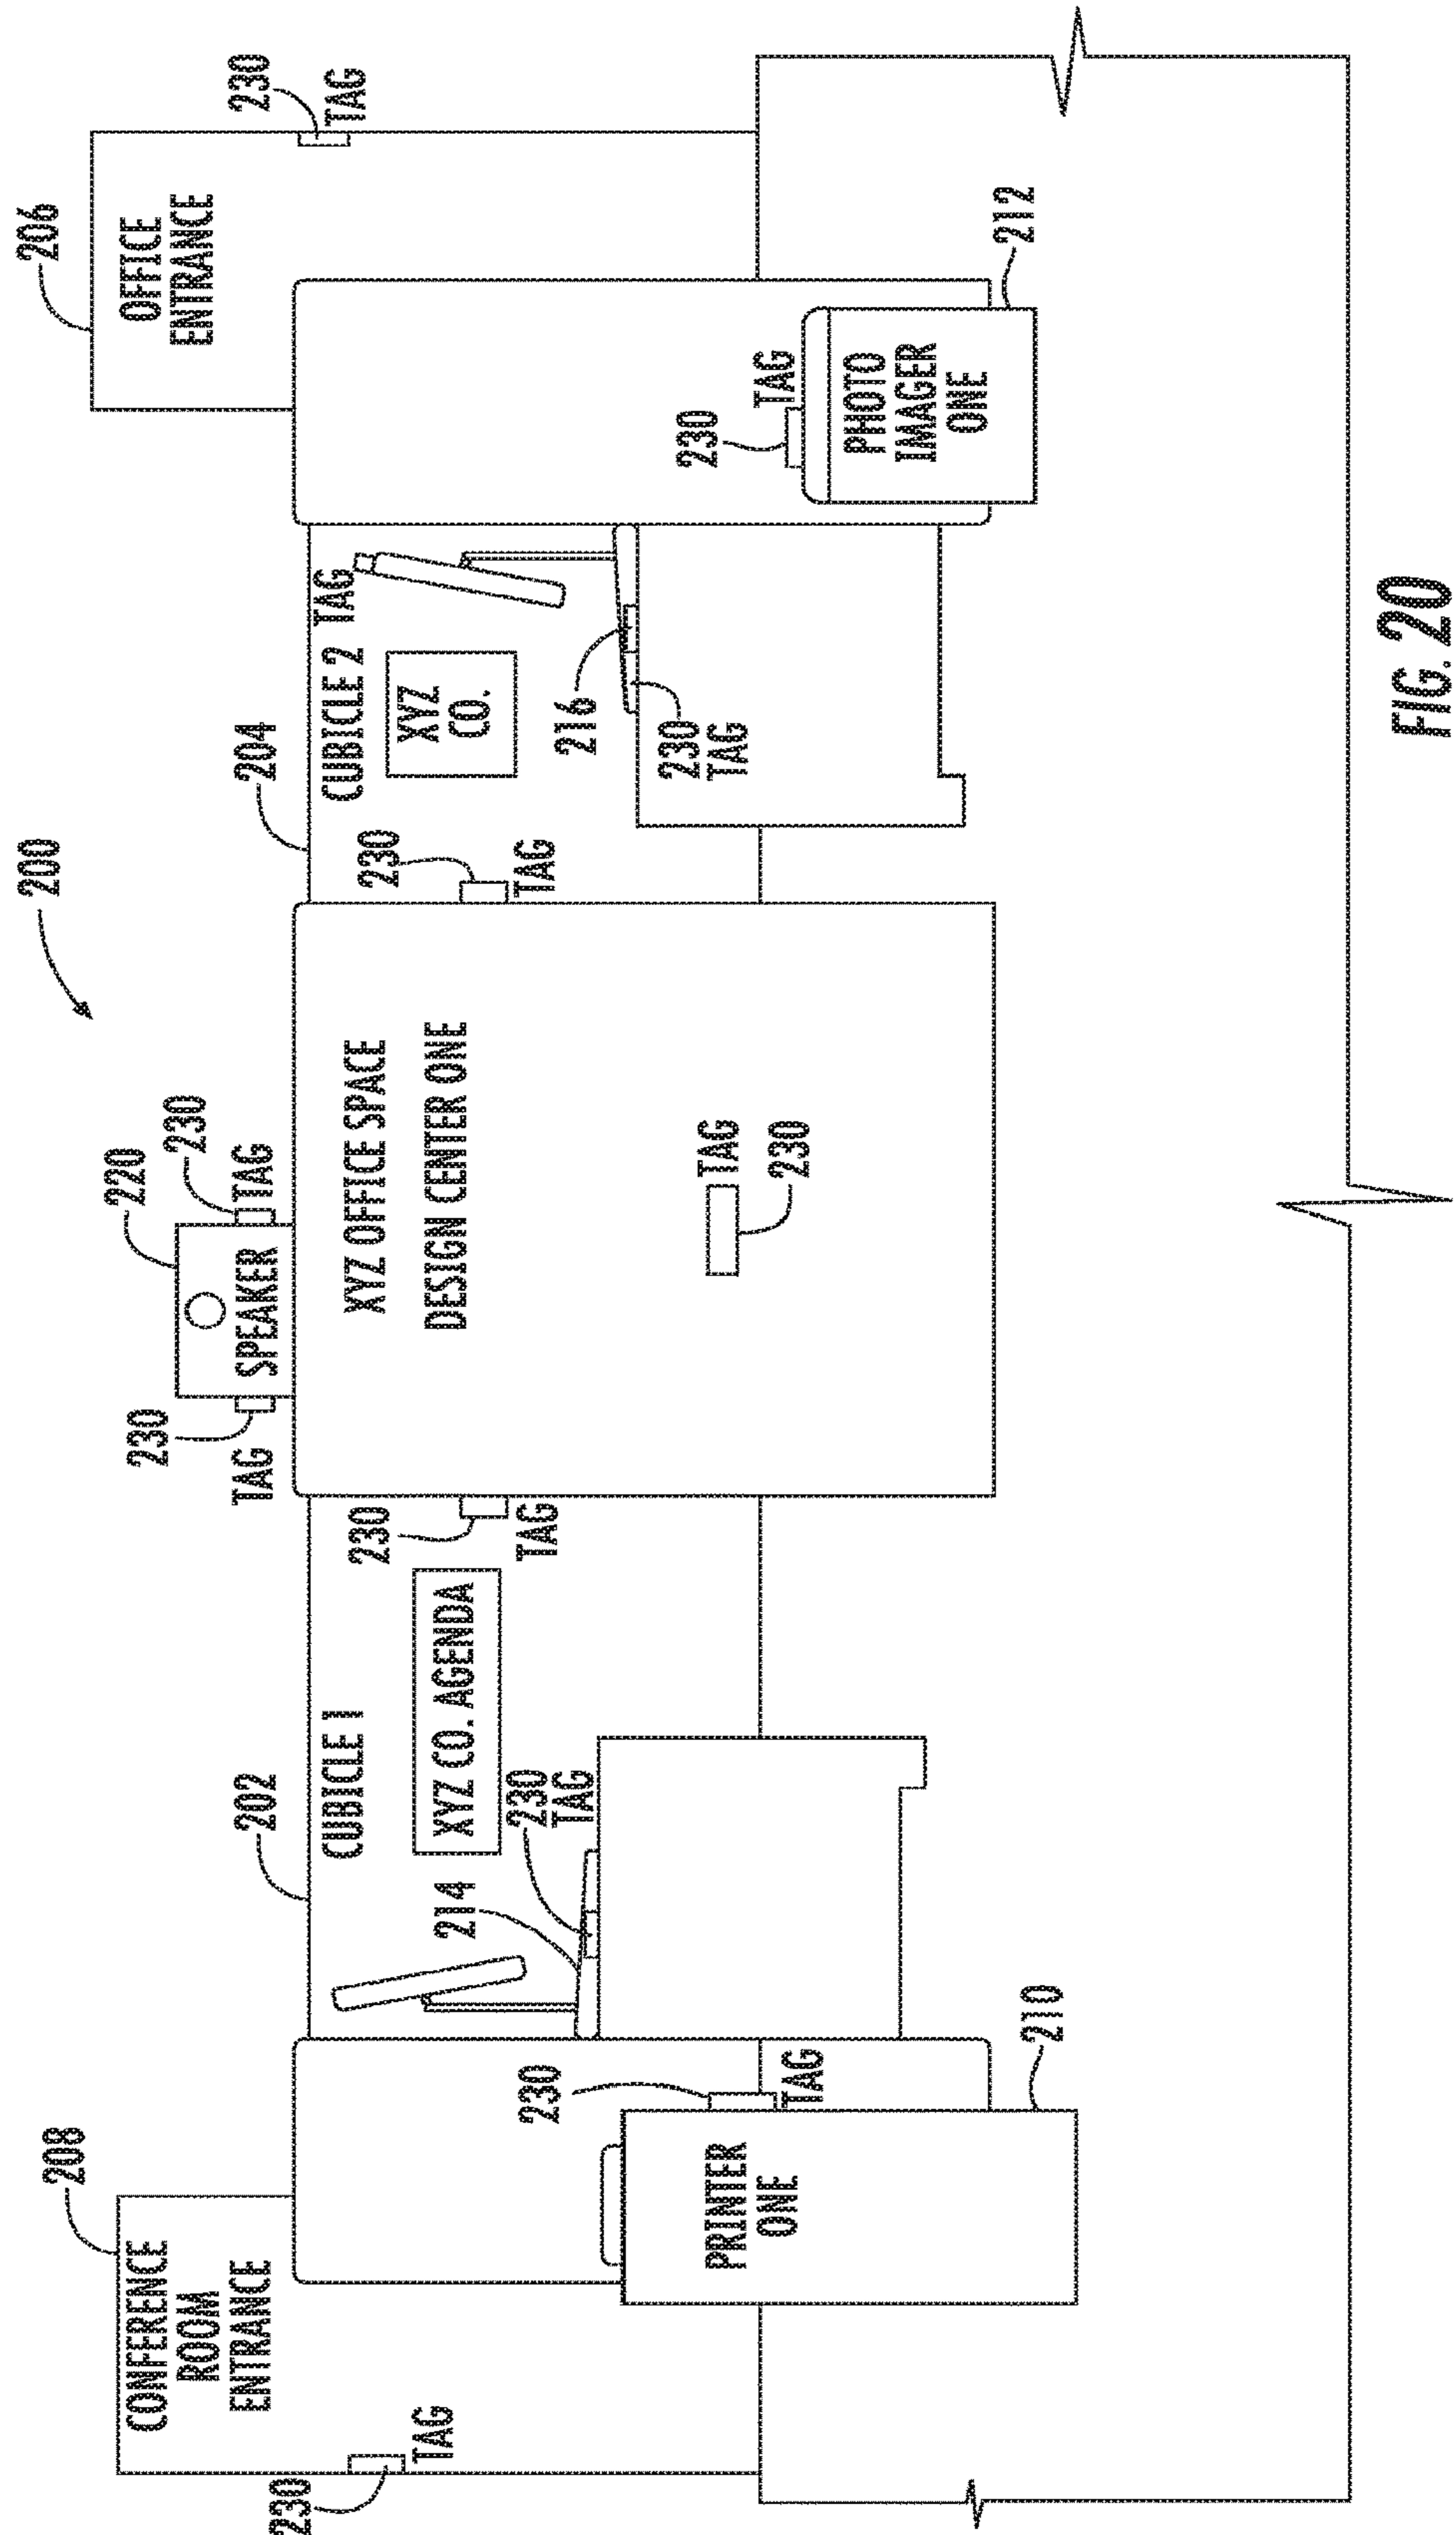 200
208
CONFERENCE
ROOM
ENTRANCE
230
TAG
202
CUBICLE 1
XYZ CO. AGENDA
214
230
TAG
230
TAG
PRINTER
ONE
210
230
TAG
220
230
TAG
230
TAG
SPEAKER
XYZ OFFICE SPACE
DESIGN CENTER ONE
TAG
230
204
CUBICLE 2
TAG
XYZ
CO.
230
TAG
216
230
TAG
206
OFFICE
ENTRANCE
230
TAG
230
TAG
PHOTO
IMAGER
ONE
212
FIG. 20